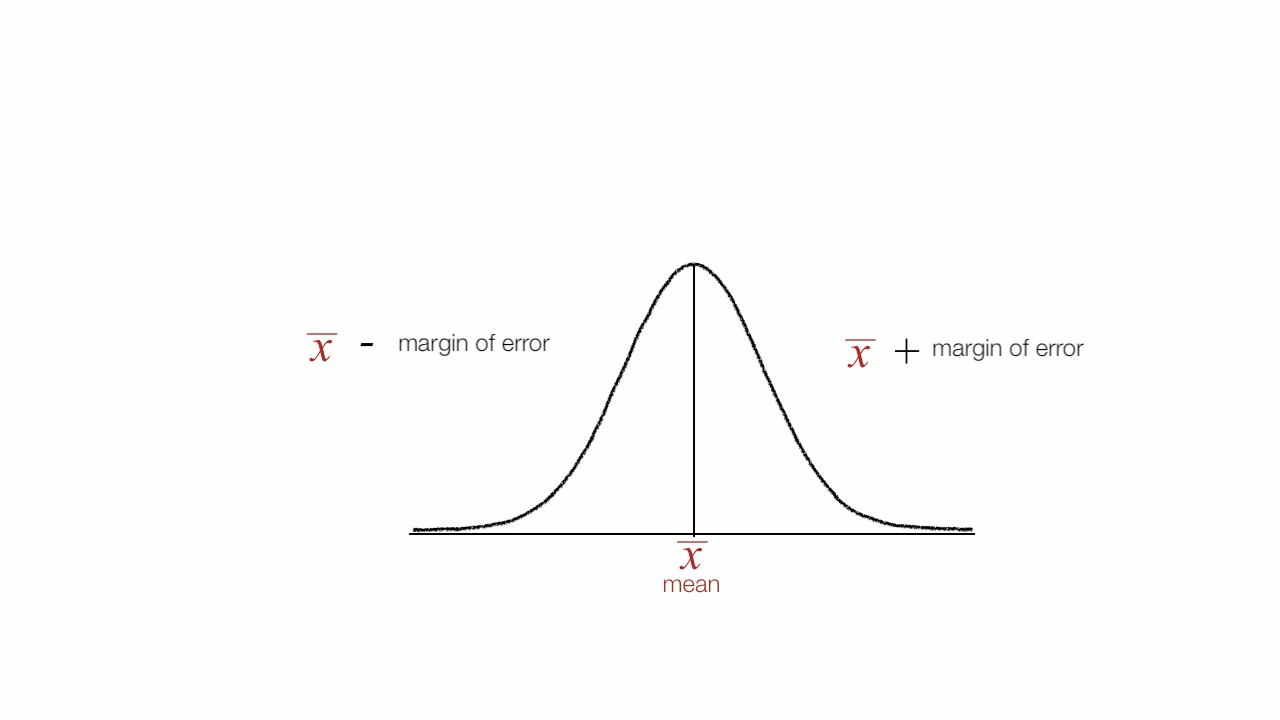 x̅ - margin of error
x̅ + margin of error
x̅
mean